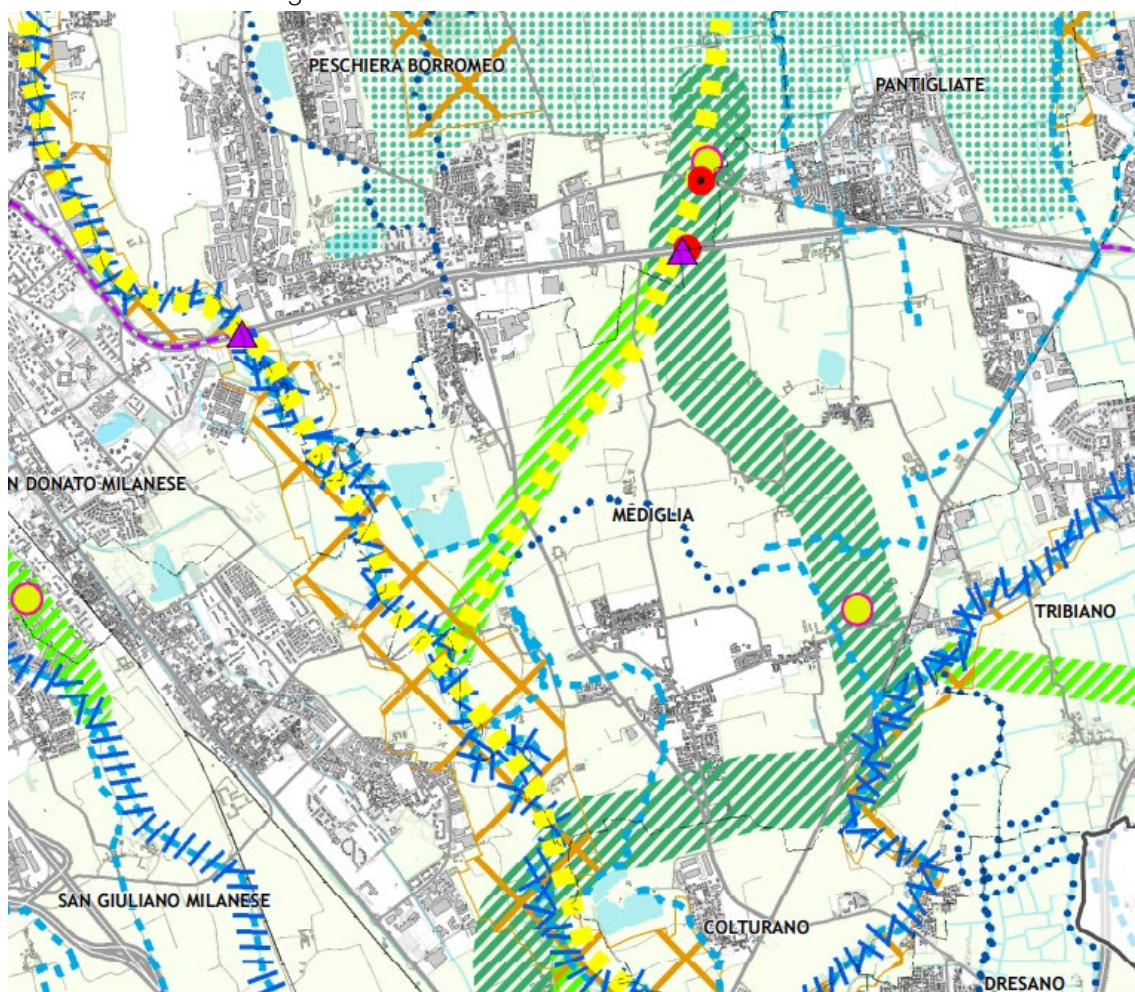 PESCHIERA BORROMEO
PANTIGLIATE
N DONATO MILANESE
MEDIGLIA
TRIBIANO
SAN GIULIANO MILANESE
COLTURANO
DRESANO